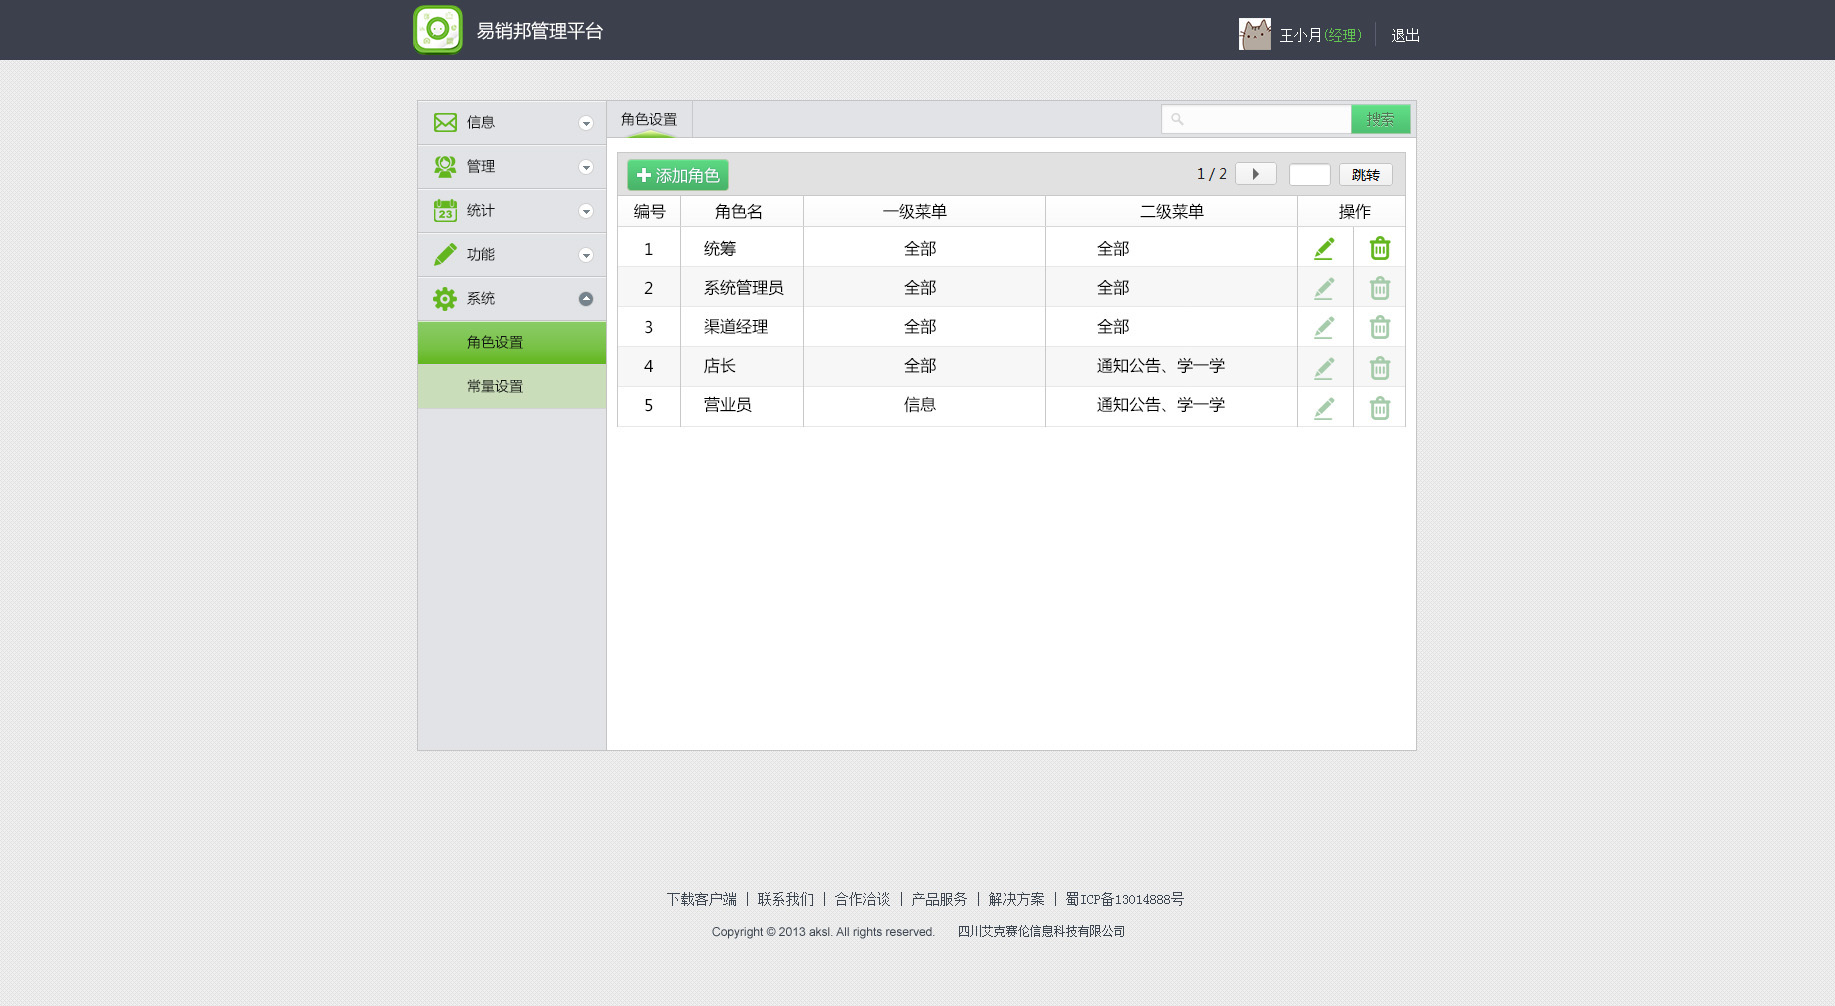 易销邦管理平台
王小月(经理) 退出
信息
管理
统计
23
功能
系统
角色设置
常量设置
角色设置 搜索
添加角色 1 / 2 跳转
编号 角色名 一级菜单 二级菜单 操作
1 统筹 全部 全部
2 系统管理员 全部 全部
3 渠道经理 全部 全部
4 店长 全部 通知公告、学一学
5 营业员 信息 通知公告、学一学
下载客户端 | 联系我们 | 合作洽谈 | 产品服务 | 解决方案 | 蜀ICP备13014888号
Copyright © 2013 aksl. All rights reserved. 四川艾克赛伦信息科技有限公司